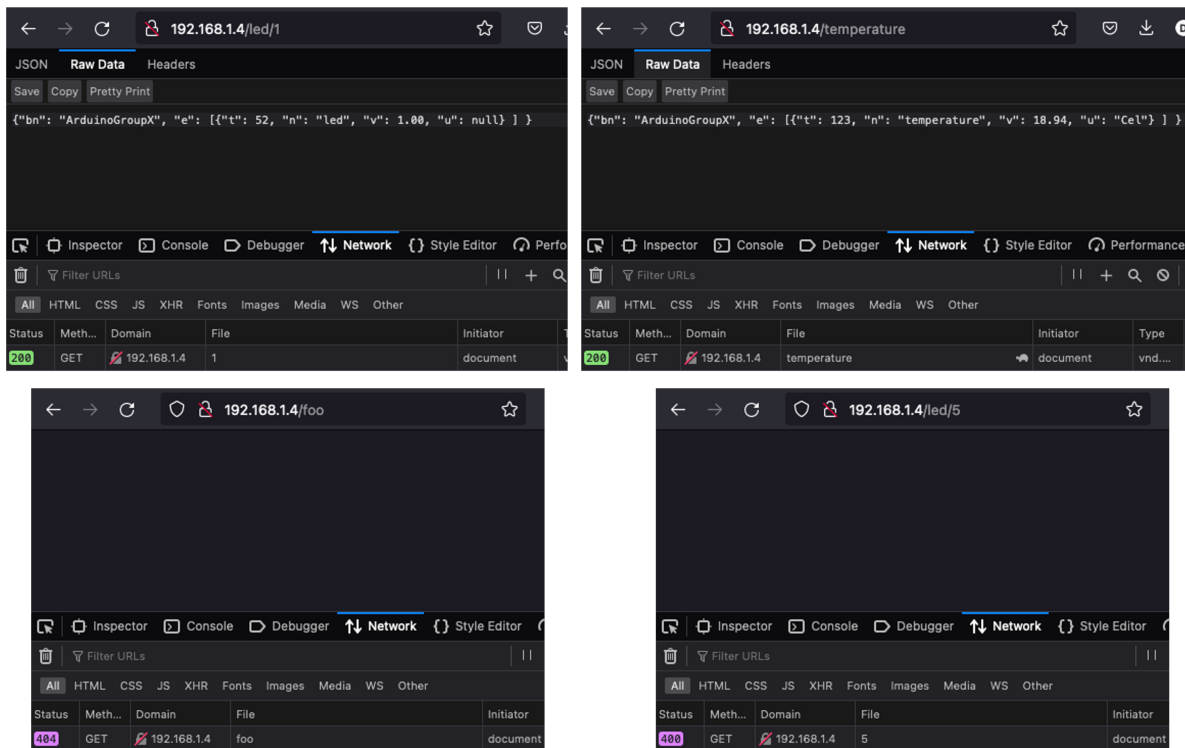 192.168.1.4/led/1
JSON Raw Data Headers
Save Copy Pretty Print
{"bn": "ArduinoGroupX", "e": [{"t": 52, "n": "led", "v": 1.00, "u": null} ] }
Inspector Console Debugger Network Style Editor Perfo
Filter URLs
All HTML CSS JS XHR Fonts Images Media WS Other
Status Meth... Domain File Initiator
200 GET 192.168.1.4 1 document
192.168.1.4/temperature
JSON Raw Data Headers
Save Copy Pretty Print
{"bn": "ArduinoGroupX", "e": [{"t": 123, "n": "temperature", "v": 18.94, "u": "Cel"} ] }
Inspector Console Debugger Network Style Editor Performance
Filter URLs
All HTML CSS JS XHR Fonts Images Media WS Other
Status Meth... Domain File Initiator Type
200 GET 192.168.1.4 temperature document vnd....
192.168.1.4/foo
Inspector Console Debugger Network Style Editor
Filter URLs
All HTML CSS JS XHR Fonts Images Media WS Other
Status Meth... Domain File Initiator
404 GET 192.168.1.4 foo document
192.168.1.4/led/5
Inspector Console Debugger Network Style Editor
Filter URLs
All HTML CSS JS XHR Fonts Images Media WS Other
Status Meth... Domain File Initiator
400 GET 192.168.1.4 5 document